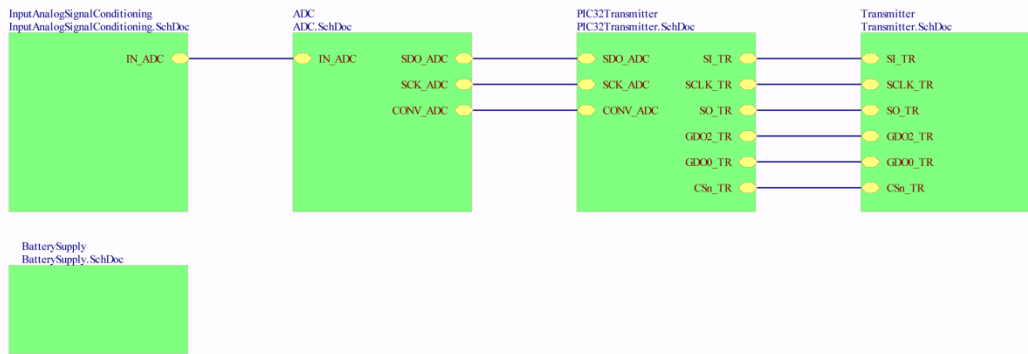 InputAnalogSignalConditioning
InputAnalogSignalConditioning.SchDoc
IN_ADC
ADC
ADC.SchDoc
IN_ADC
SDO_ADC
SCK_ADC
CONV_ADC
PIC32Transmitter
PIC32Transmitter.SchDoc
SDO_ADC
SCK_ADC
CONV_ADC
SI_TR
SCLK_TR
SO_TR
GDO2_TR
GDO0_TR
CSn_TR
Transmitter
Transmitter.SchDoc
SI_TR
SCLK_TR
SO_TR
GDO2_TR
GDO0_TR
CSn_TR
BatterySupply
BatterySupply.SchDoc